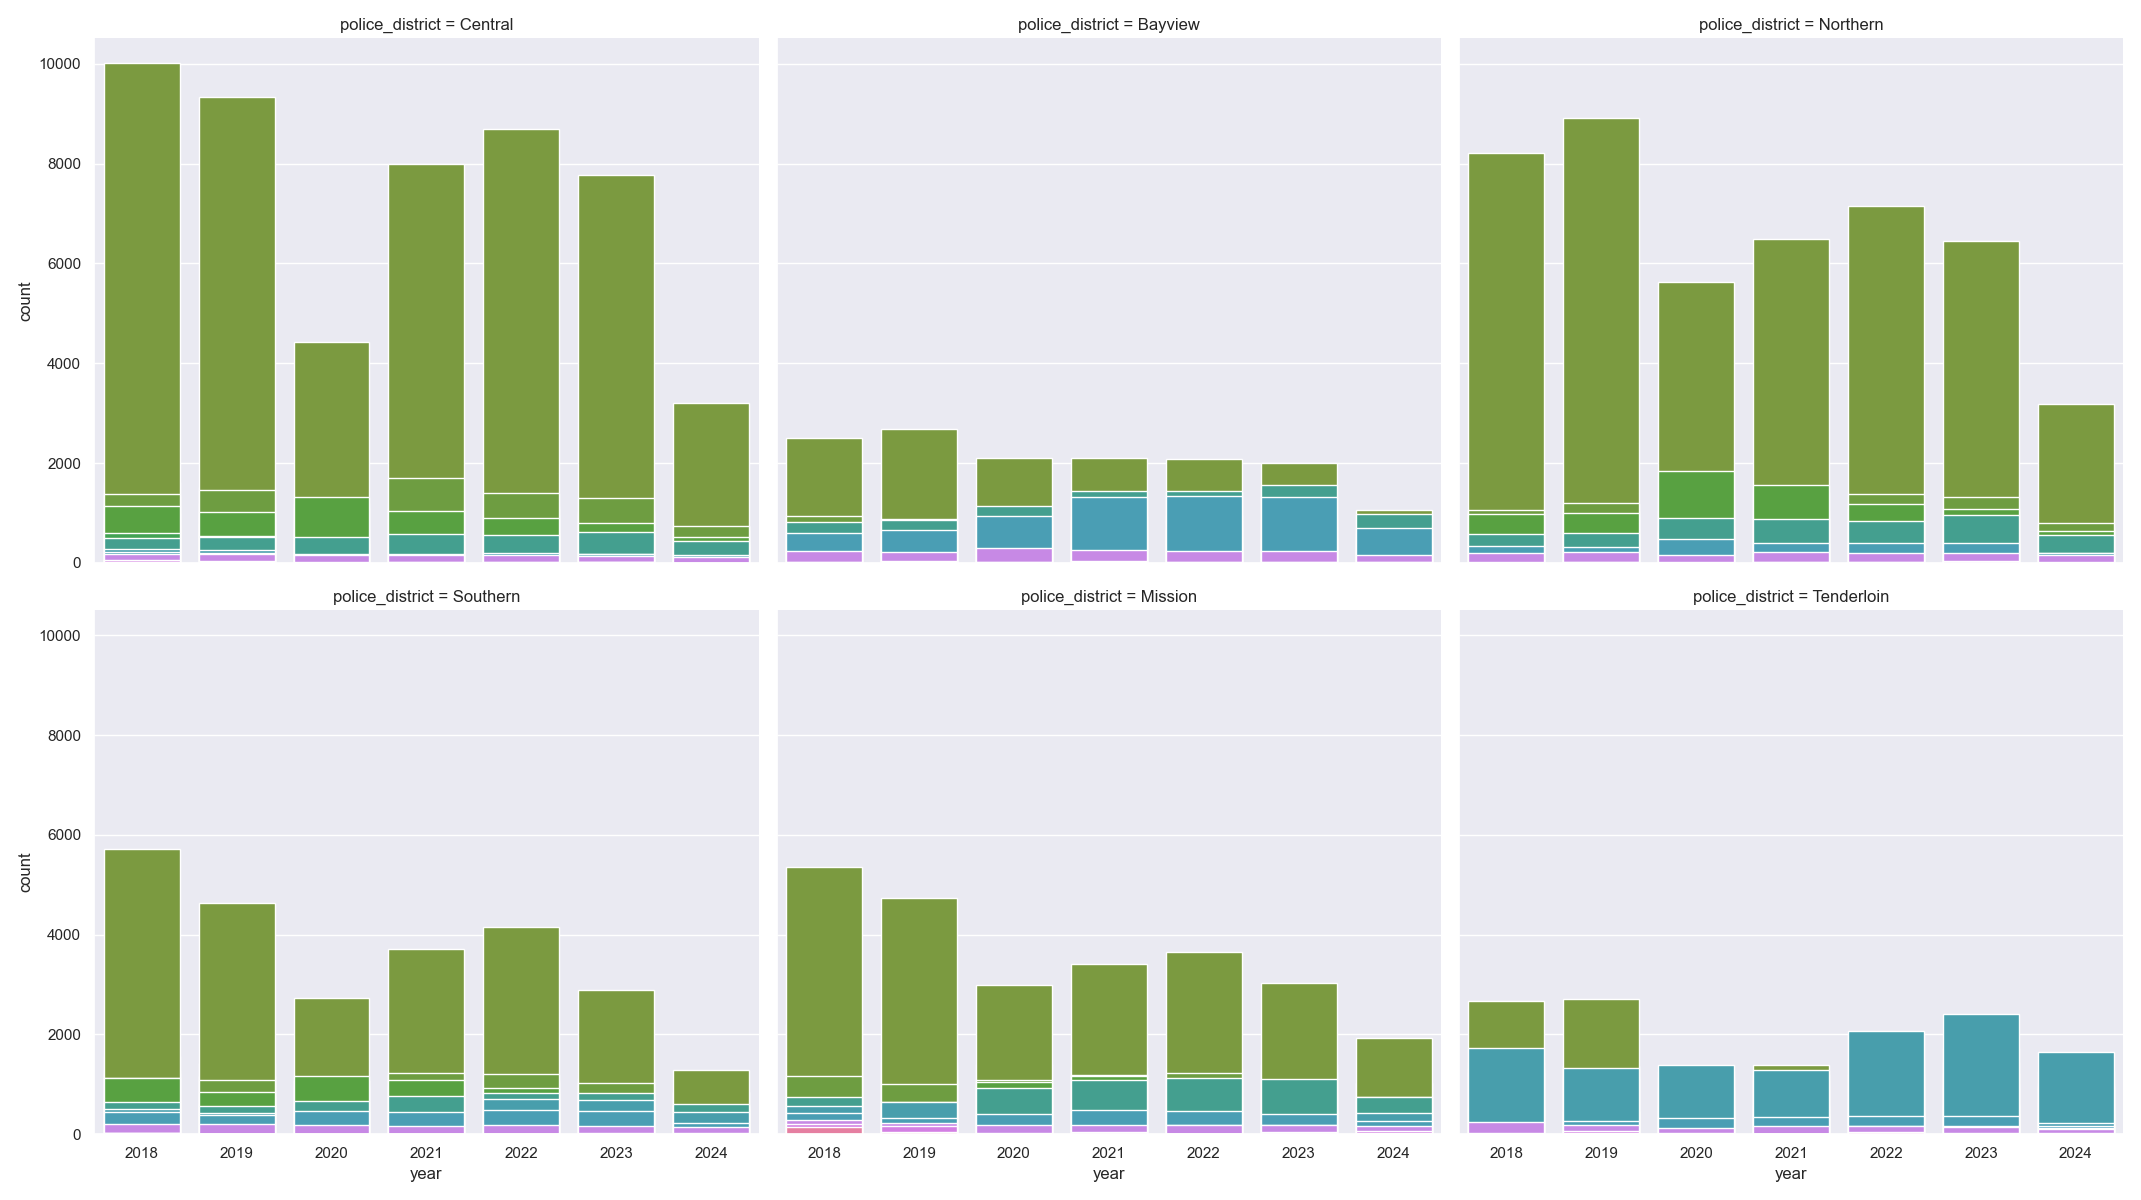 police_district = Central
police_district = Bayview
police_district = Northern
10000
8000
6000
4000
2000
0
count
police_district = Southern
police_district = Mission
police_district = Tenderloin
10000
8000
6000
4000
2000
0
count
2018 2019 2020 2021 2022 2023 2024
year
2018 2019 2020 2021 2022 2023 2024
year
2018 2019 2020 2021 2022 2023 2024
year